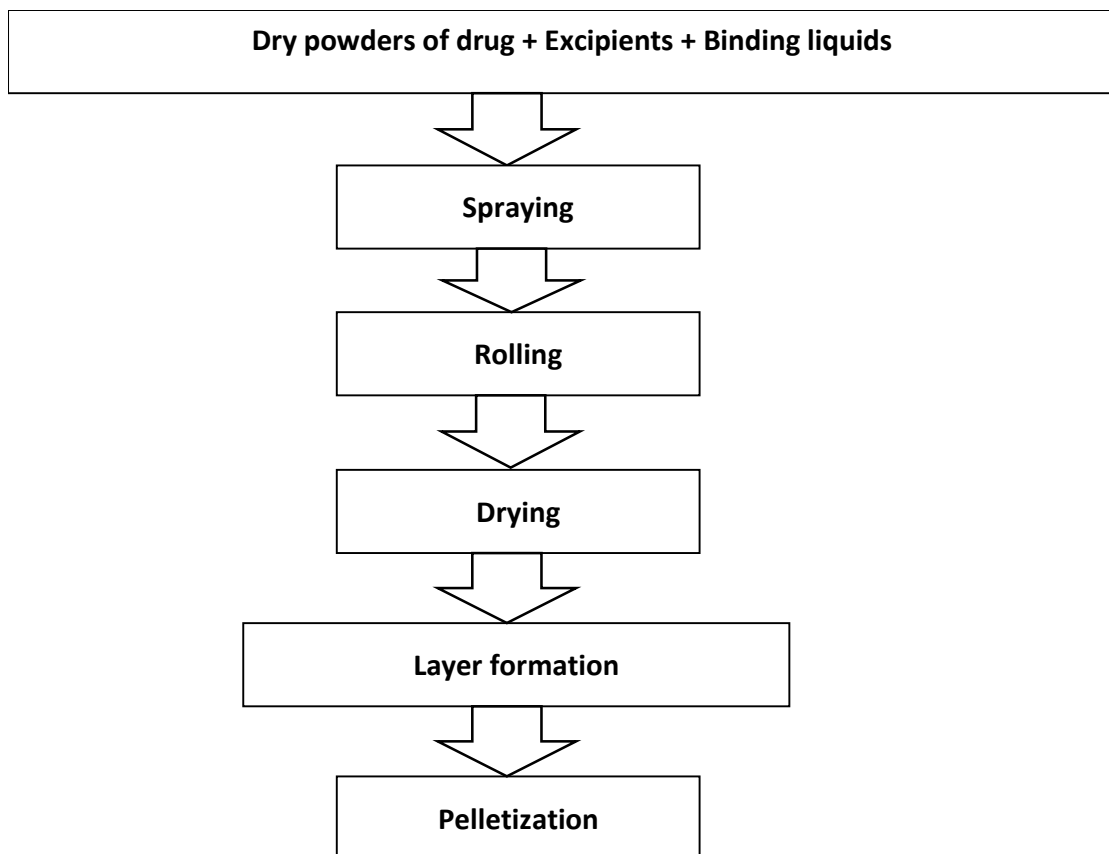 Dry powders of drug + Excipients + Binding liquids
Spraying
Rolling
Drying
Layer formation
Pelletization